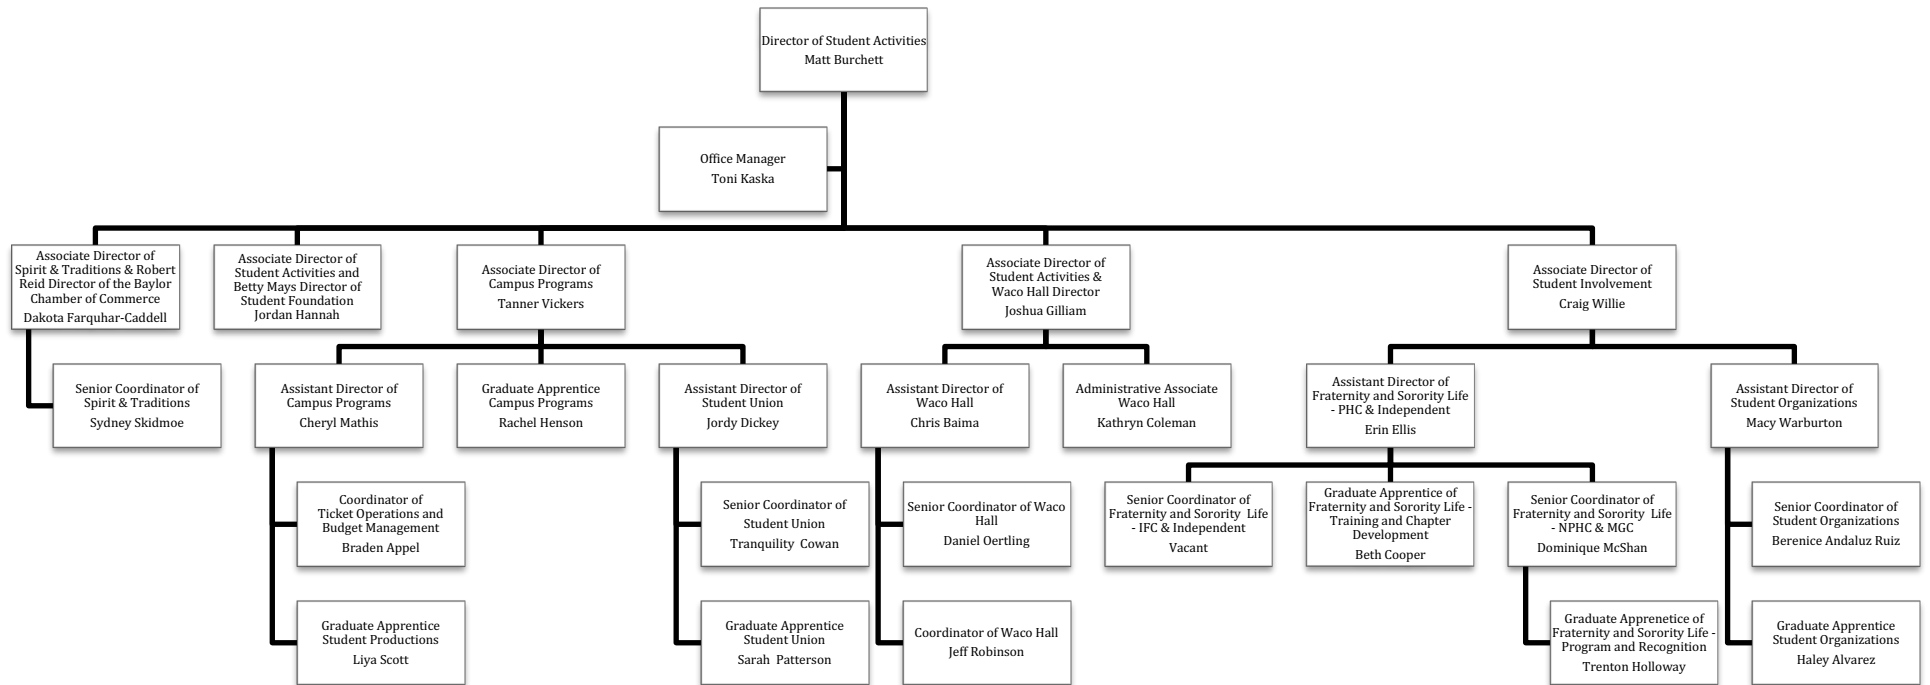 Director of Student Activities
Matt Burchett
Office Manager
Toni Kaska
Associate Director of
Spirit & Traditions & Robert
Reid Director of the Baylor
Chamber of Commerce
Dakota Farquhar-Caddell
Associate Director of
Student Activities and
Betty Mays Director of
Student Foundation
Jordan Hannah
Associate Director of
Campus Programs
Tanner Vickers
Associate Director of
Student Activities &
Waco Hall Director
Joshua Gilliam
Associate Director of
Student Involvement
Craig Willie
Senior Coordinator of
Spirit & Traditions
Sydney Skidmoe
Assistant Director of
Campus Programs
Cheryl Mathis
Graduate Apprentice
Campus Programs
Rachel Henson
Assistant Director of
Student Union
Jordy Dickey
Assistant Director of
Waco Hall
Chris Baima
Administrative Associate
Waco Hall
Kathryn Coleman
Assistant Director of
Fraternity and Sorority Life
- PHC & Independent
Erin Ellis
Assistant Director of
Student Organizations
Macy Warburton
Coordinator of
Ticket Operations and
Budget Management
Braden Appel
Senior Coordinator of
Student Union
Tranquility Cowan
Senior Coordinator of Waco
Hall
Daniel Oertling
Senior Coordinator of
Fraternity and Sorority Life
- IFC & Independent
Vacant
Graduate Apprentice of
Fraternity and Sorority Life -
Training and Chapter
Development
Beth Cooper
Senior Coordinator of
Fraternity and Sorority Life
- NPHC & MGC
Dominique McShan
Senior Coordinator of
Student Organizations
Berenice Andaluz Ruiz
Graduate Apprentice
Student Productions
Liya Scott
Graduate Apprentice
Student Union
Sarah Patterson
Coordinator of Waco Hall
Jeff Robinson
Graduate Apprenetice of
Fraternity and Sorority Life -
Program and Recognition
Trenton Holloway
Graduate Apprentice
Student Organizations
Haley Alvarez